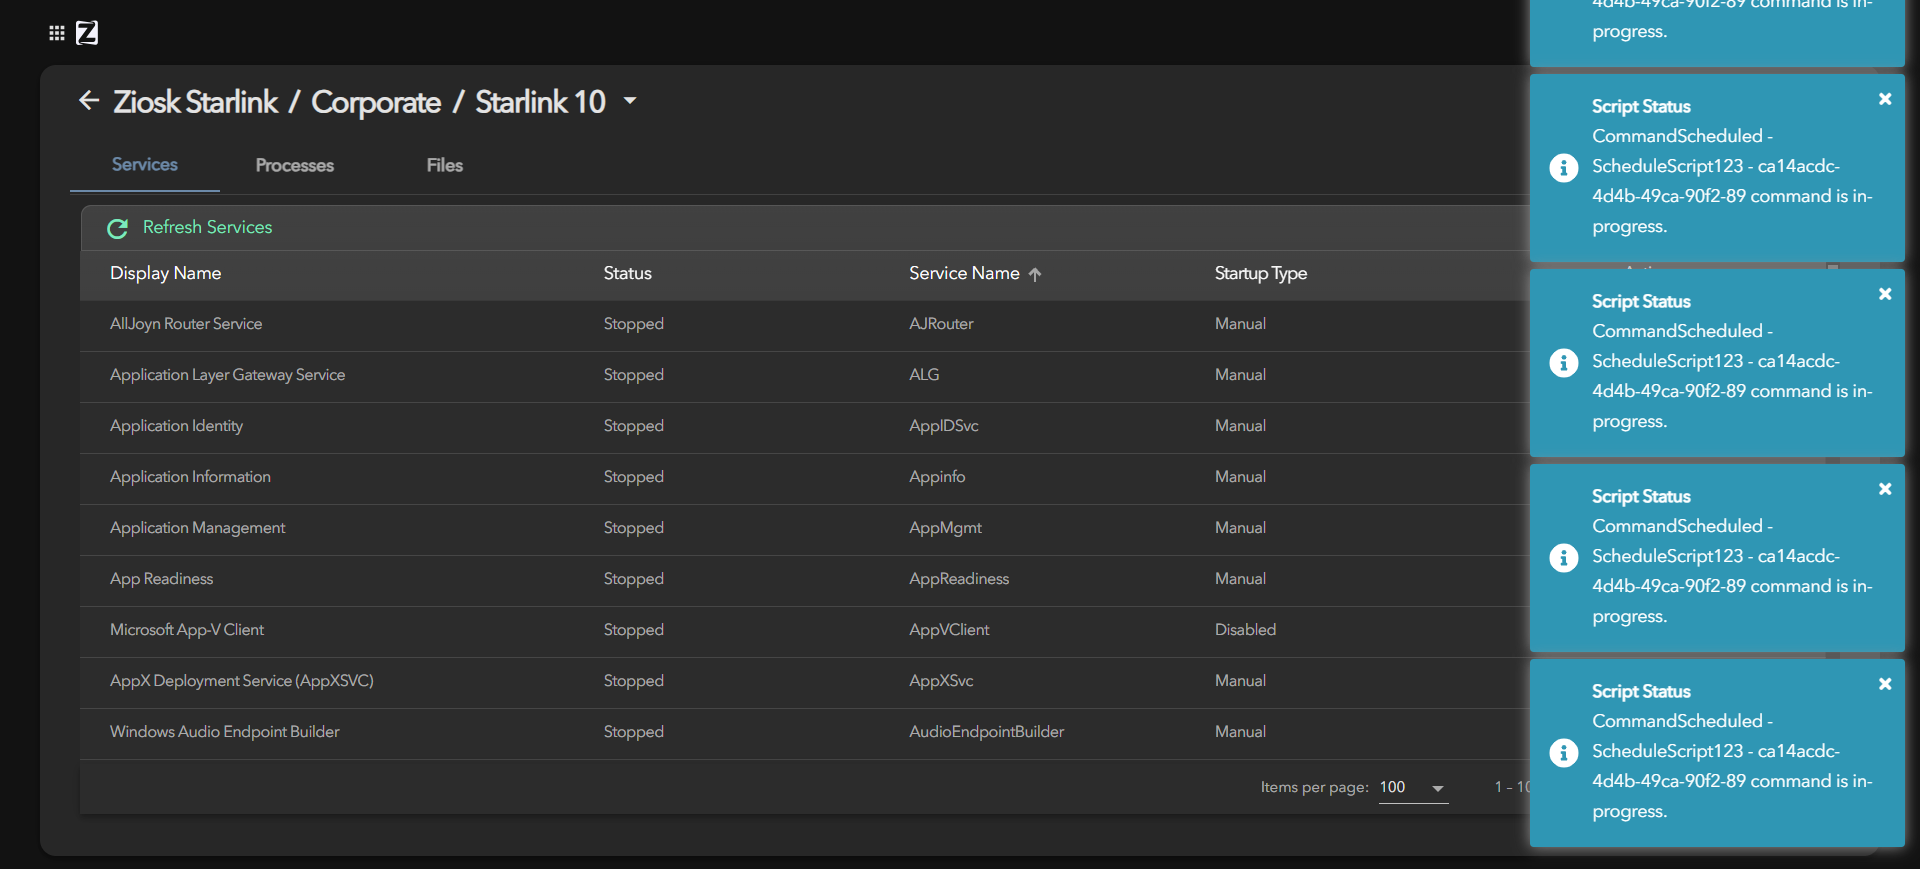 Z
Ziosk Starlink / Corporate / Starlink 10
Services Processes Files
Refresh Services
Display Name Status Service Name Startup Type
AllJoyn Router Service Stopped AJRouter Manual
Application Layer Gateway Service Stopped ALG Manual
Application Identity Stopped AppIDSvc Manual
Application Information Stopped Appinfo Manual
Application Management Stopped AppMgmt Manual
App Readiness Stopped AppReadiness Manual
Microsoft App-V Client Stopped AppVClient Disabled
AppX Deployment Service (AppXSVC) Stopped AppXSvc Manual
Windows Audio Endpoint Builder Stopped AudioEndpointBuilder Manual
Items per page: 100 1 – 10
4d4b-49ca-90f2-89 command is in-
progress.
Script Status
CommandScheduled -
ScheduleScript123 - ca14acdc-
4d4b-49ca-90f2-89 command is in-
progress.
Script Status
CommandScheduled -
ScheduleScript123 - ca14acdc-
4d4b-49ca-90f2-89 command is in-
progress.
Script Status
CommandScheduled -
ScheduleScript123 - ca14acdc-
4d4b-49ca-90f2-89 command is in-
progress.
Script Status
CommandScheduled -
ScheduleScript123 - ca14acdc-
4d4b-49ca-90f2-89 command is in-
progress.